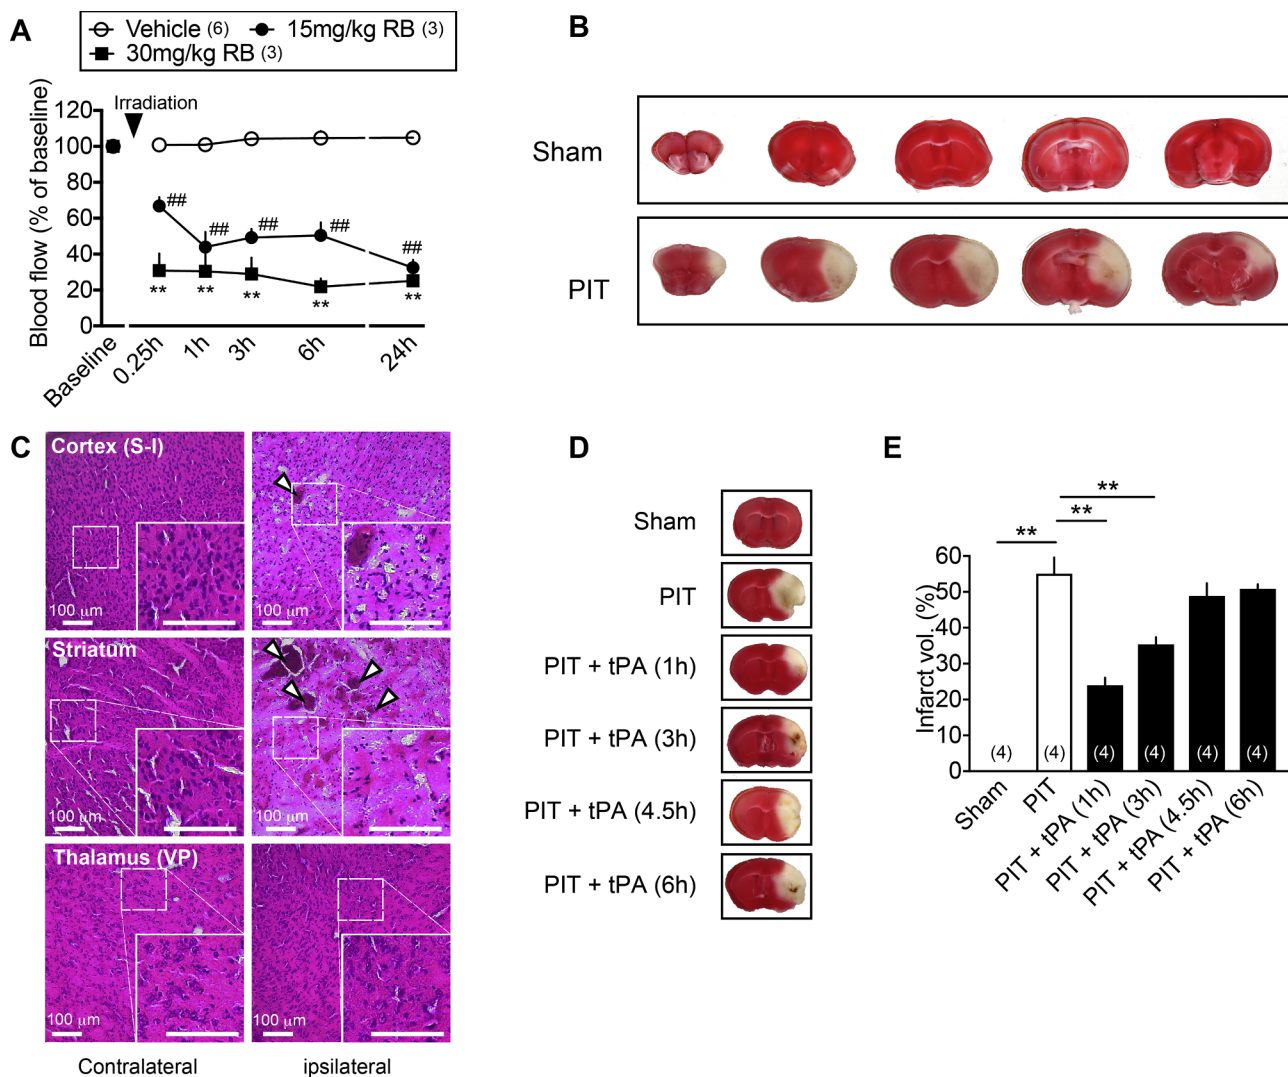 A
Vehicle (6) 15mg/kg RB (3)
30mg/kg RB (3)
Irradiation
Blood flow (% of baseline)
120
100
80
60
40
20
0
##
##
##
##
##
**
**
**
**
**
Baseline
0.25h
1h
3h
6h
24h
B
Sham
PIT
C
Cortex (S-I)
100 μm
100 μm
Striatum
100 μm
100 μm
Thalamus (VP)
100 μm
100 μm
Contralateral
ipsilateral
D
Sham
PIT
PIT + tPA (1h)
PIT + tPA (3h)
PIT + tPA (4.5h)
PIT + tPA (6h)
E
**
**
**
Infarct vol. (%)
60
50
40
30
20
10
0
(4) (4) (4) (4) (4) (4)
Sham
PIT
PIT + tPA (1h)
PIT + tPA (3h)
PIT + tPA (4.5h)
PIT + tPA (6h)